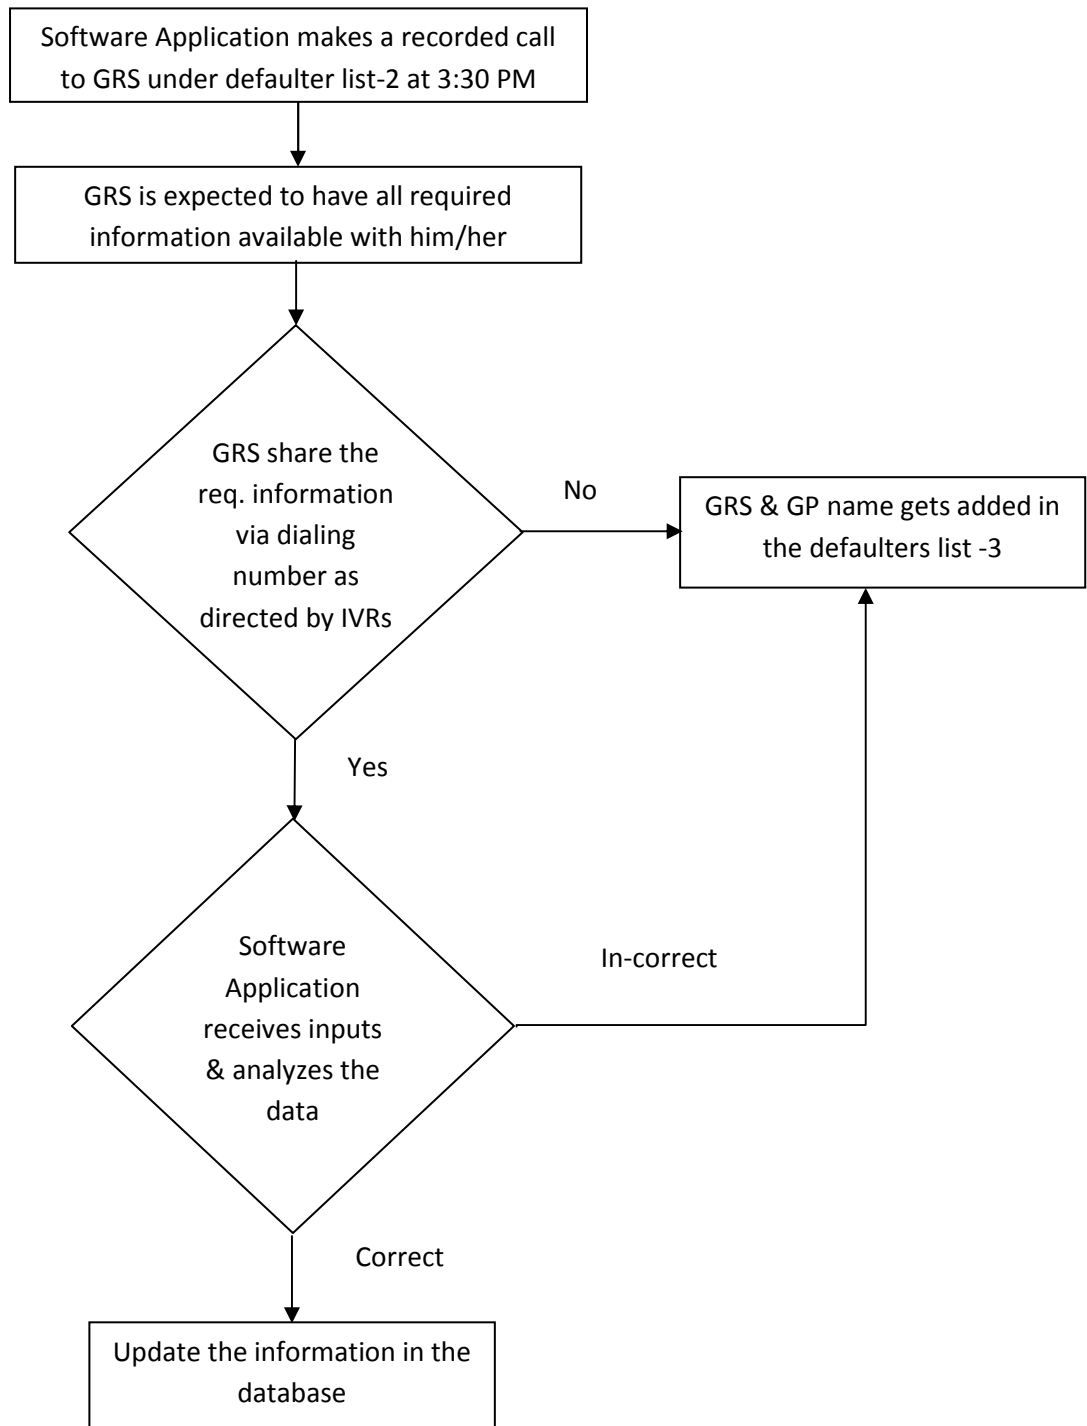 Software Application makes a recorded call
to GRS under defaulter list-2 at 3:30 PM
GRS is expected to have all required
information available with him/her
GRS share the
req. information
via dialing
number as
directed by IVRs
No
GRS & GP name gets added in
the defaulters list -3
Yes
Software
Application
receives inputs
& analyzes the
data
In-correct
Correct
Update the information in the
database